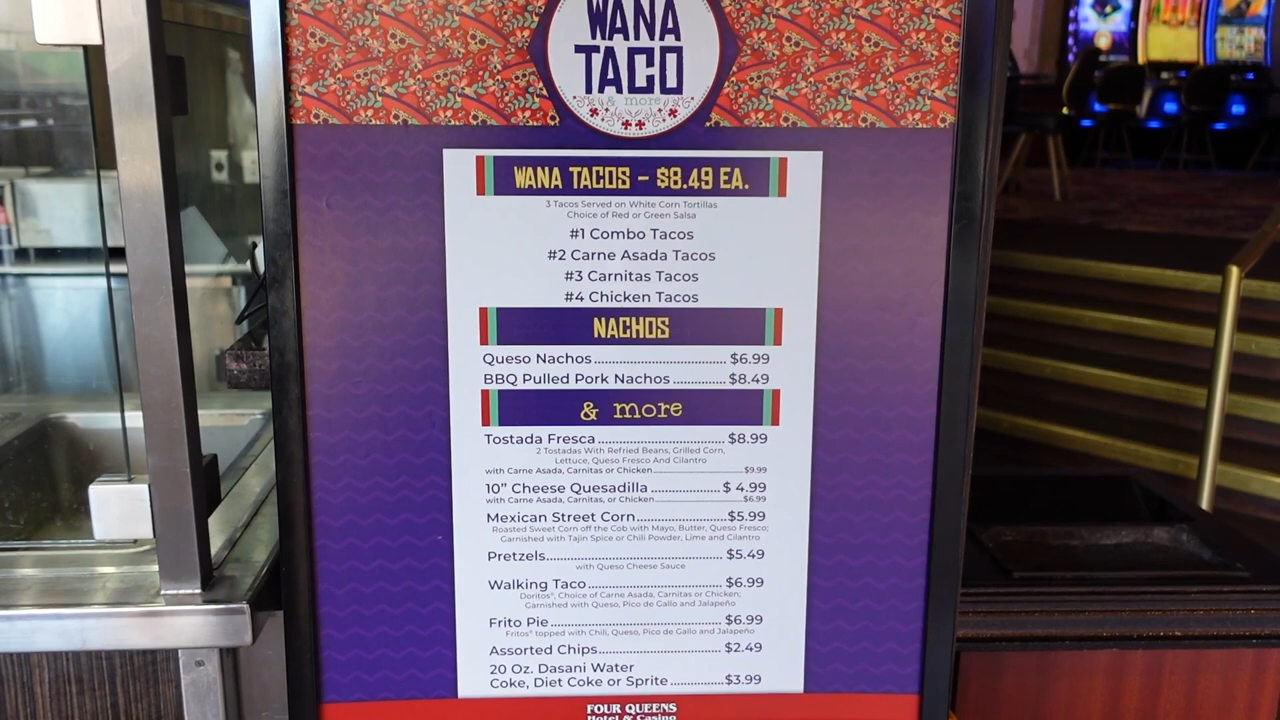 WANA
TACO
& more
WANA TACOS - $8.49 EA.
3 Tacos Served on White Corn Tortillas
Choice of Red or Green Salsa
#1 Combo Tacos
#2 Carne Asada Tacos
#3 Carnitas Tacos
#4 Chicken Tacos
NACHOS
Queso Nachos.............................. $6.99
BBQ Pulled Pork Nachos ............ $8.49
& more
Tostada Fresca............................. $8.99
2 Tostadas With Refried Beans, Grilled Corn,
Lettuce, Queso Fresco And Cilantro
with Carne Asada, Carnitas or Chicken..............................$9.99
10” Cheese Quesadilla ................ $ 4.99
with Carne Asada, Carnitas, or Chicken..............................$6.99
Mexican Street Corn.....................$5.99
Roasted Sweet Corn off the Cob with Mayo, Butter, Queso Fresco;
Garnished with Tajin Spice or Chili Powder, Lime and Cilantro
Pretzels........................................ $5.49
with Queso Cheese Sauce
Walking Taco............................... $6.99
Doritos®, Choice of Carne Asada, Carnitas or Chicken;
Garnished with Queso, Pico de Gallo and Jalapeño
Frito Pie....................................... $6.99
Fritos® topped with Chili, Queso, Pico de Gallo and Jalapeño
Assorted Chips............................ $2.49
20 Oz. Dasani Water
Coke, Diet Coke or Sprite .............$3.99
FOUR QUEENS
Hotel & Casino